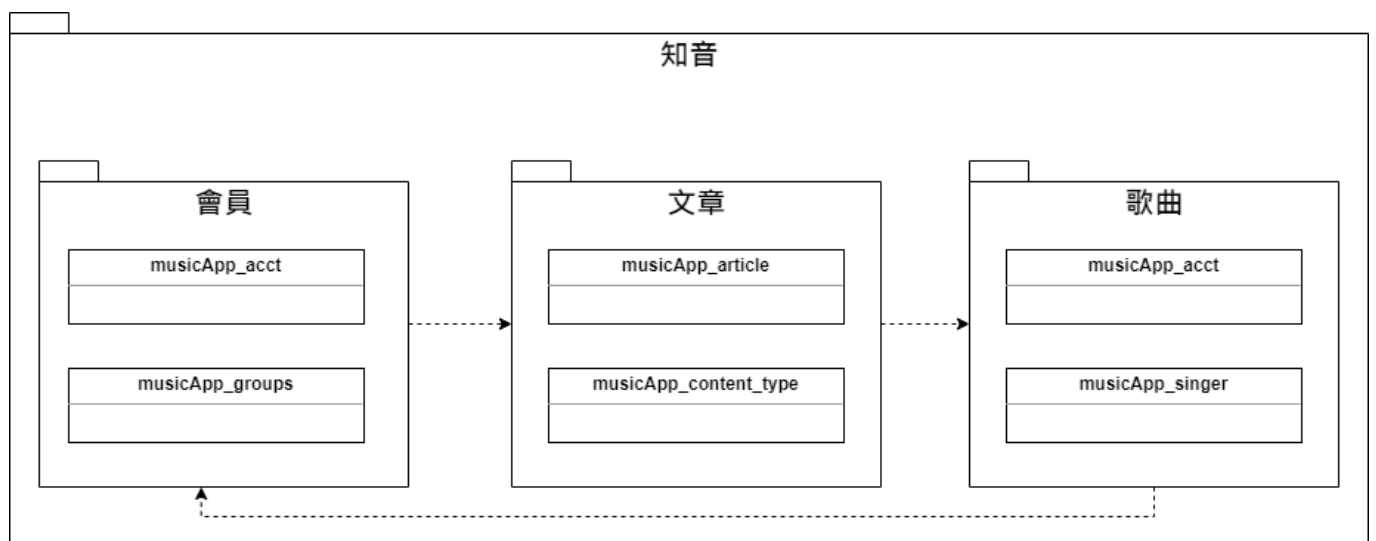 知音
會員
musicApp_acct
musicApp_groups
文章
musicApp_article
musicApp_content_type
歌曲
musicApp_acct
musicApp_singer